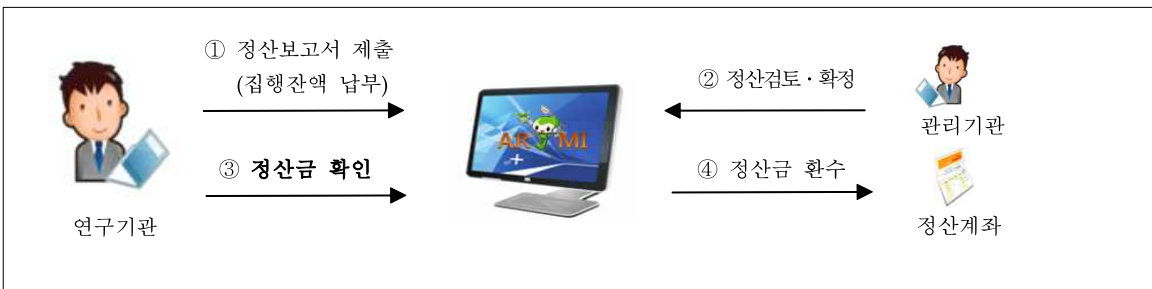 ① 정산보고서 제출
(집행잔액 납부)
② 정산검토·확정
관리기관
ARMI
③ 정산금 확인
④ 정산금 환수
연구기관
정산계좌